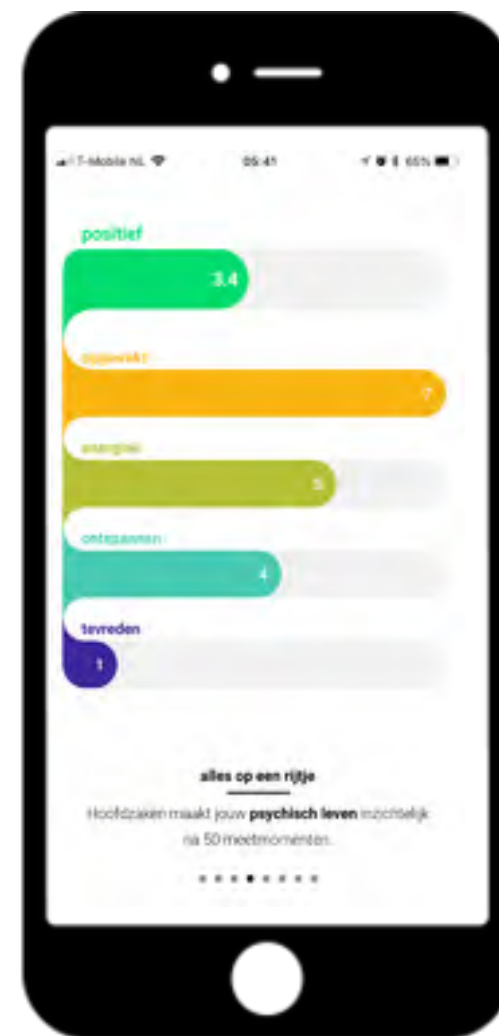 T-Mobile NL
05:41
65%
positief
3.4
opgewekt
7
energiek
5
ontspannen
4
tevreden
1
alles op een rijtje
Hoofdzaken maakt jouw psychisch leven inzichtelijk
na 50 meetmomenten.